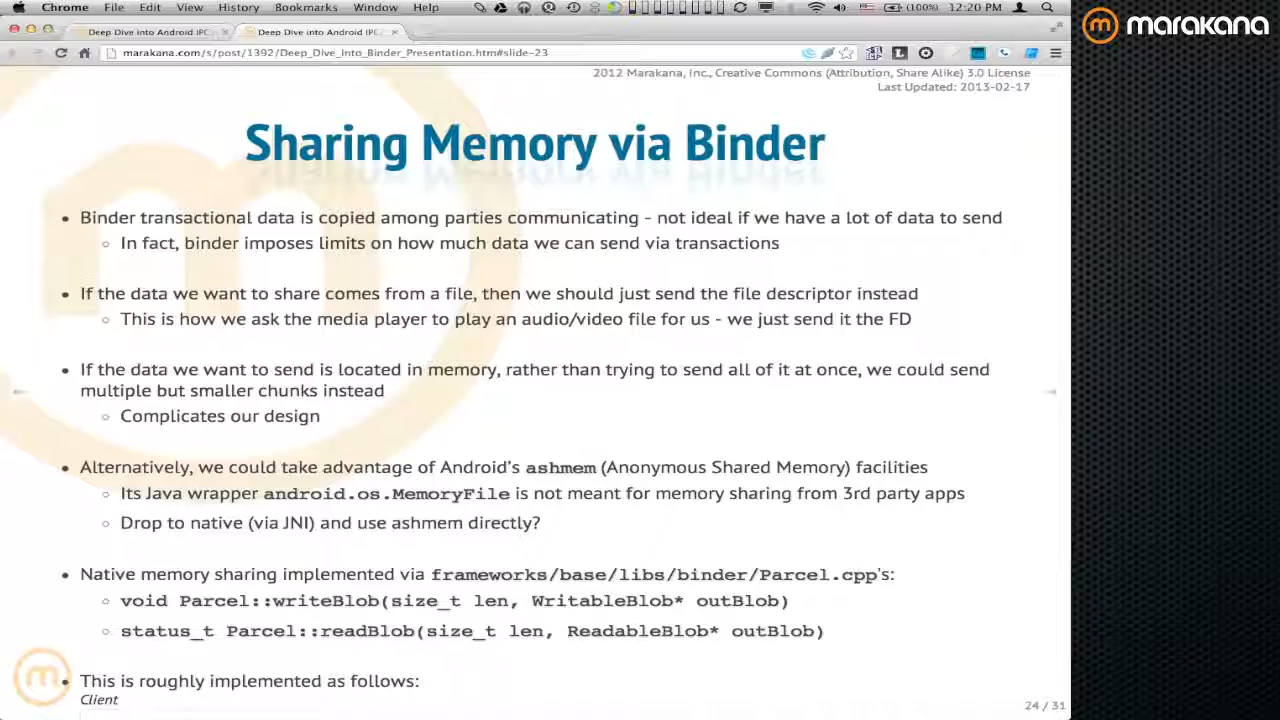 Chrome File Edit View History Bookmarks Window Help (100%) 12:20 PM
marakana
Deep Dive into Android IPC Deep Dive into Android IPC
marakana.com/s/post/1392/Deep_Dive_Into_Binder_Presentation.htm#slide-23
2012 Marakana, Inc., Creative Commons (Attribution, Share Alike) 3.0 License
Last Updated: 2013-02-17
Sharing Memory via Binder
• Binder transactional data is copied among parties communicating - not ideal if we have a lot of data to send
○ In fact, binder imposes limits on how much data we can send via transactions
• If the data we want to share comes from a file, then we should just send the file descriptor instead
○ This is how we ask the media player to play an audio/video file for us - we just send it the FD
• If the data we want to send is located in memory, rather than trying to send all of it at once, we could send
multiple but smaller chunks instead
○ Complicates our design
• Alternatively, we could take advantage of Android's ashmem (Anonymous Shared Memory) facilities
○ Its Java wrapper android.os.MemoryFile is not meant for memory sharing from 3rd party apps
○ Drop to native (via JNI) and use ashmem directly?
• Native memory sharing implemented via frameworks/base/libs/binder/Parcel.cpp's:
○ void Parcel::writeBlob(size_t len, WritableBlob* outBlob)
○ status_t Parcel::readBlob(size_t len, ReadableBlob* outBlob)
• This is roughly implemented as follows:
Client
24 / 31